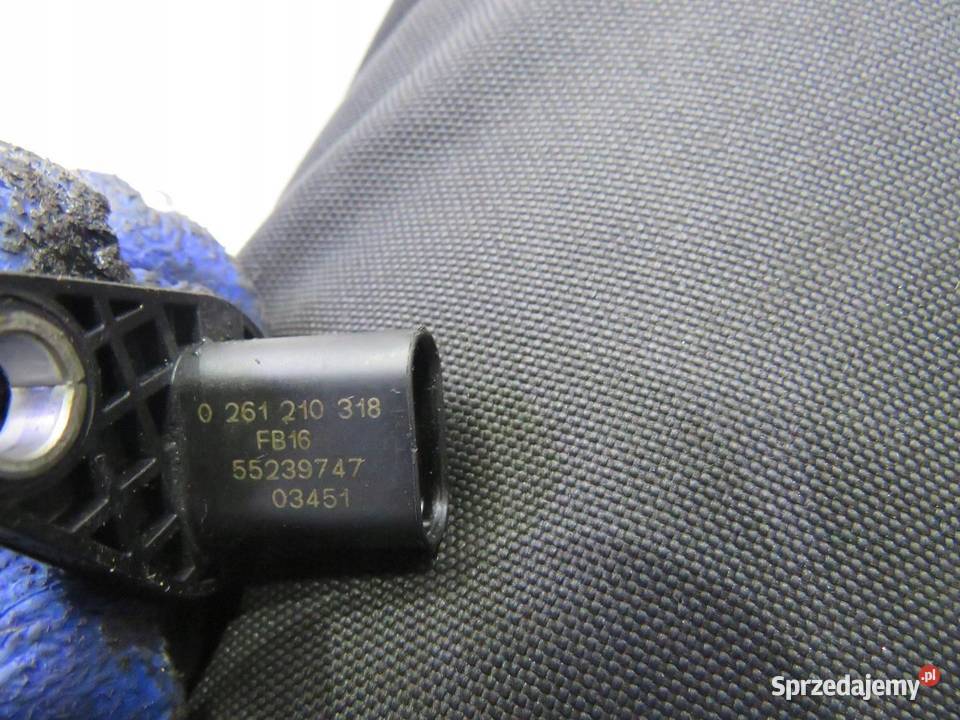 0 261 210 318
FB16
55239747
03451
Sprzedajemy.pl